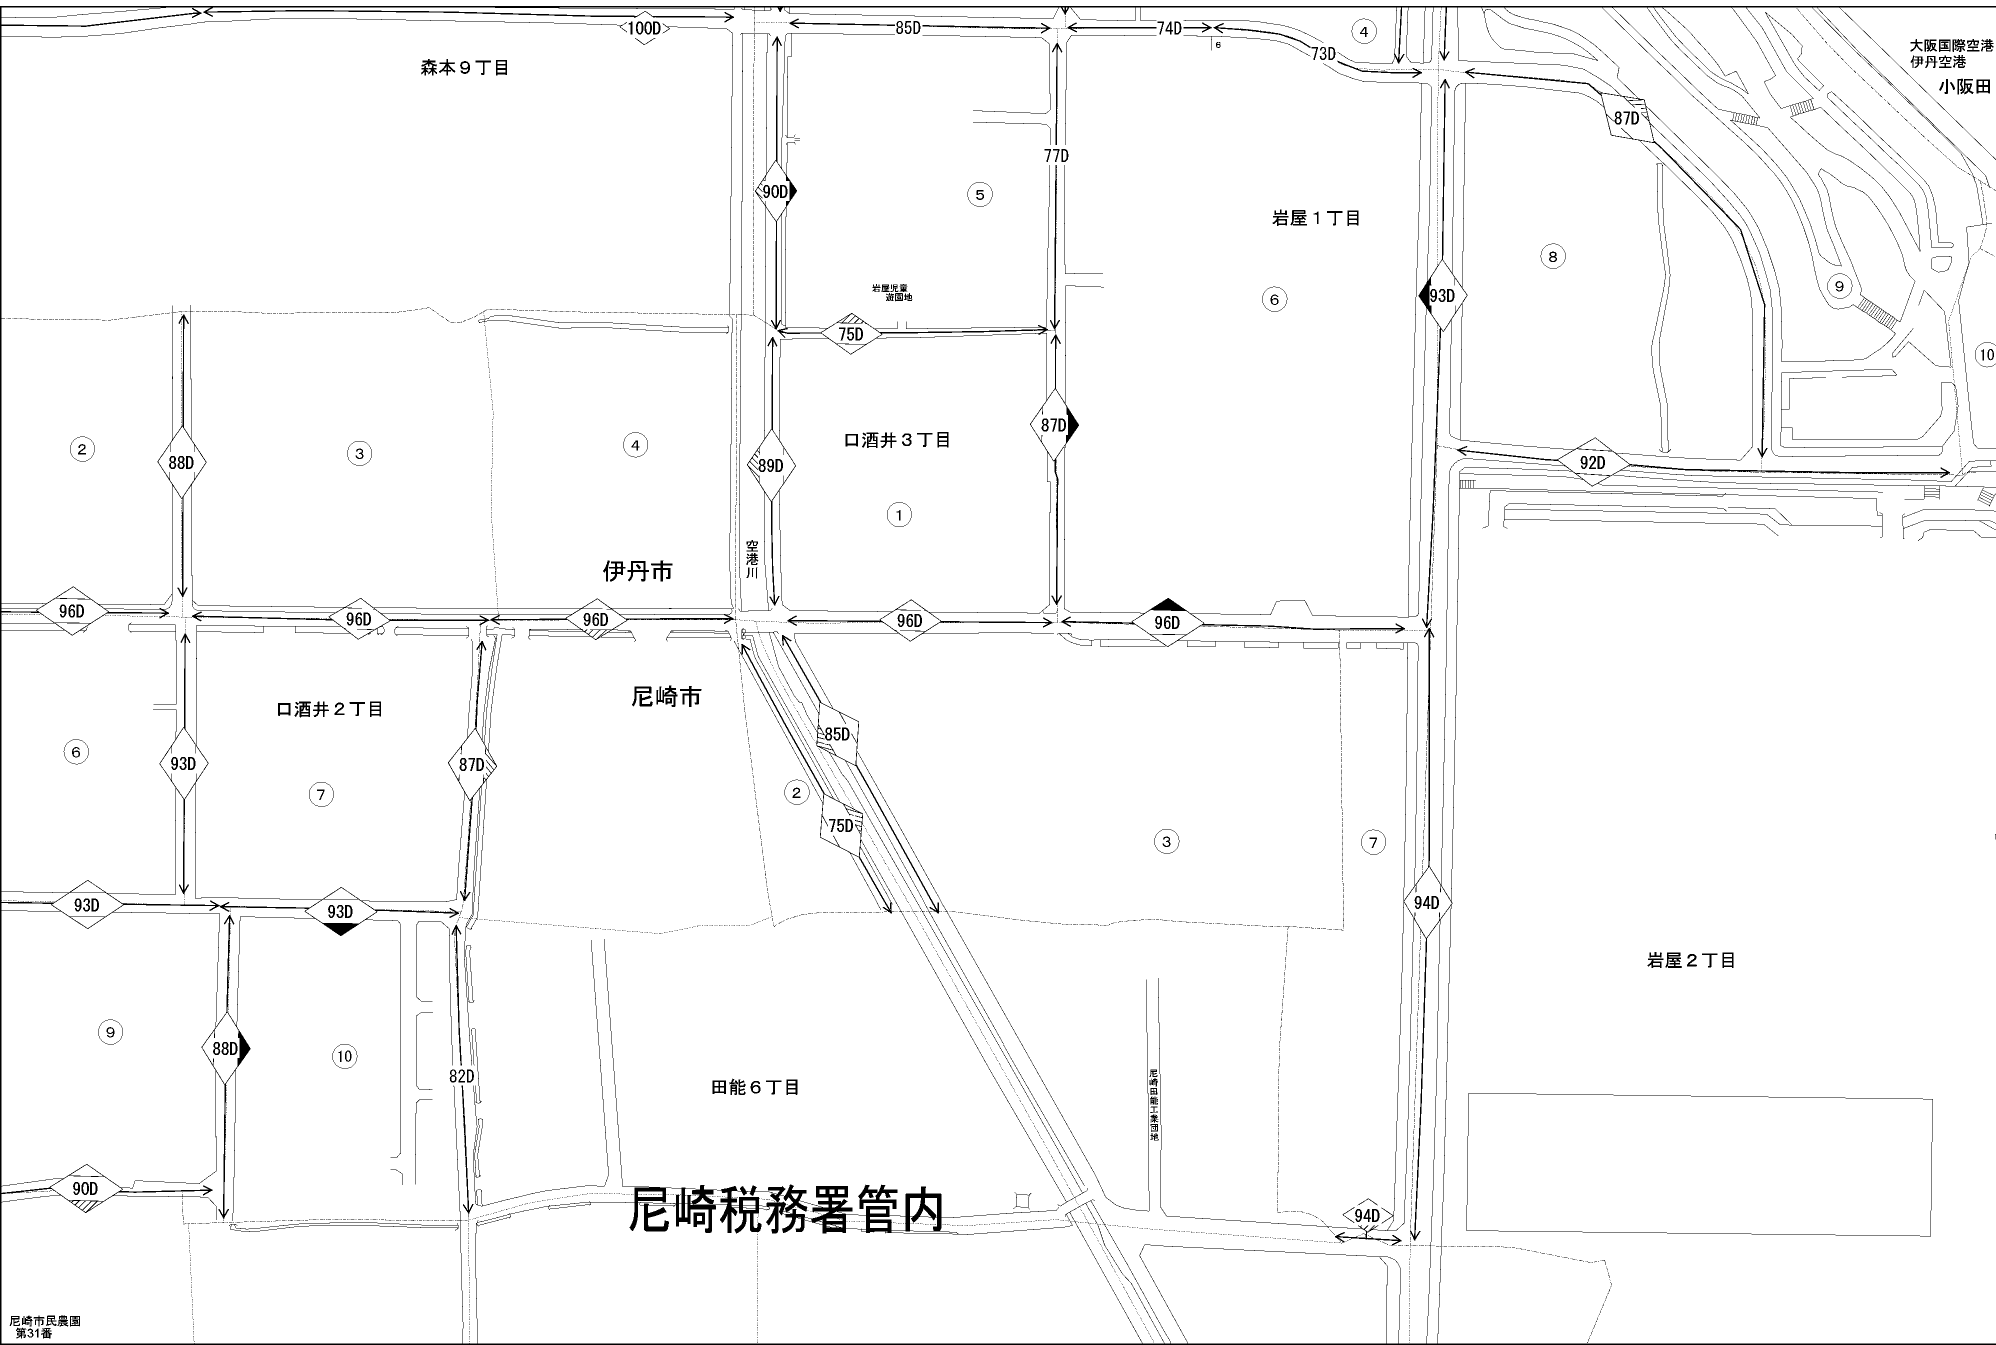 100D
85D
74D
73D
④
6
大阪国際空港
伊丹空港
小阪田
森本９丁目
87D
77D
90D
⑤
岩屋１丁目
⑧
⑨
⑥
93D
岩屋児童
遊園地
75D
⑩
②
88D
③
④
89D
口酒井３丁目
87D
92D
①
空港川
伊丹市
96D
96D
96D
96D
96D
尼崎市
口酒井２丁目
⑥
93D
87D
85D
⑦
②
75D
③
⑦
93D
93D
94D
岩屋２丁目
⑨
88D
⑩
82D
田能６丁目
尼崎田能工業団地
90D
尼崎税務署管内
94D
尼崎市民農園
第31番